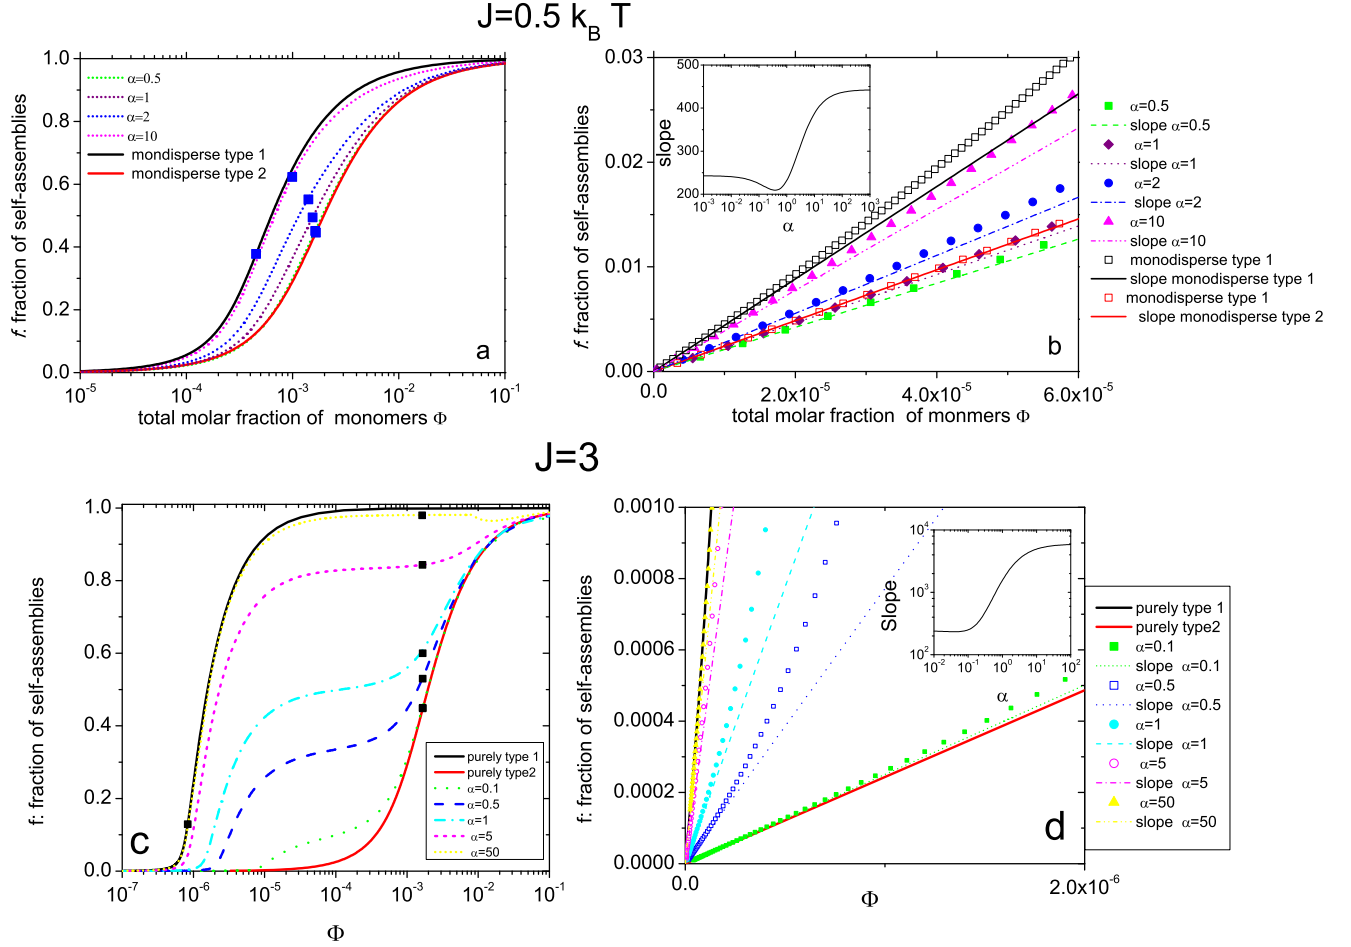 J=0.5 k_B T
1.0
0.8
0.6
0.4
0.2
0.0
f. fraction of self-assemblies
α=0.5
α=1
α=2
α=10
mondisperse type 1
mondisperse type 2
a
10^-5
10^-4
10^-3
10^-2
10^-1
total molar fraction of monomers Φ
0.03
0.02
0.01
0.00
f. fraction of self-assemblies
500
400
300
200
slope
10^-3
10^-2
10^-1
10^0
10^1
10^2
10^3
α
b
0.0
2.0x10^-5
4.0x10^-5
6.0x10^-5
total molar fraction of monmers Φ
α=0.5
slope α=0.5
α=1
slope α=1
α=2
slope α=2
α=10
slope α=10
monodisperse type 1
slope monodisperse type 1
monodisperse type 1
slope monodisperse type 2
J=3
1.0
0.8
0.6
0.4
0.2
0.0
f: fraction of self-assemblies
c
purely type 1
purely type2
α=0.1
α=0.5
α=1
α=5
α=50
10^-7
10^-6
10^-5
10^-4
10^-3
10^-2
10^-1
Φ
0.0010
0.0008
0.0006
0.0004
0.0002
0.0000
f: fraction of self-assemblies
10^4
10^3
10^2
Slope
10^-2
10^-1
10^0
10^1
10^2
α
d
0.0
2.0x10^-6
Φ
purely type 1
purely type2
α=0.1
slope α=0.1
α=0.5
slope α=0.5
α=1
slope α=1
α=5
slope α=5
α=50
slope α=50